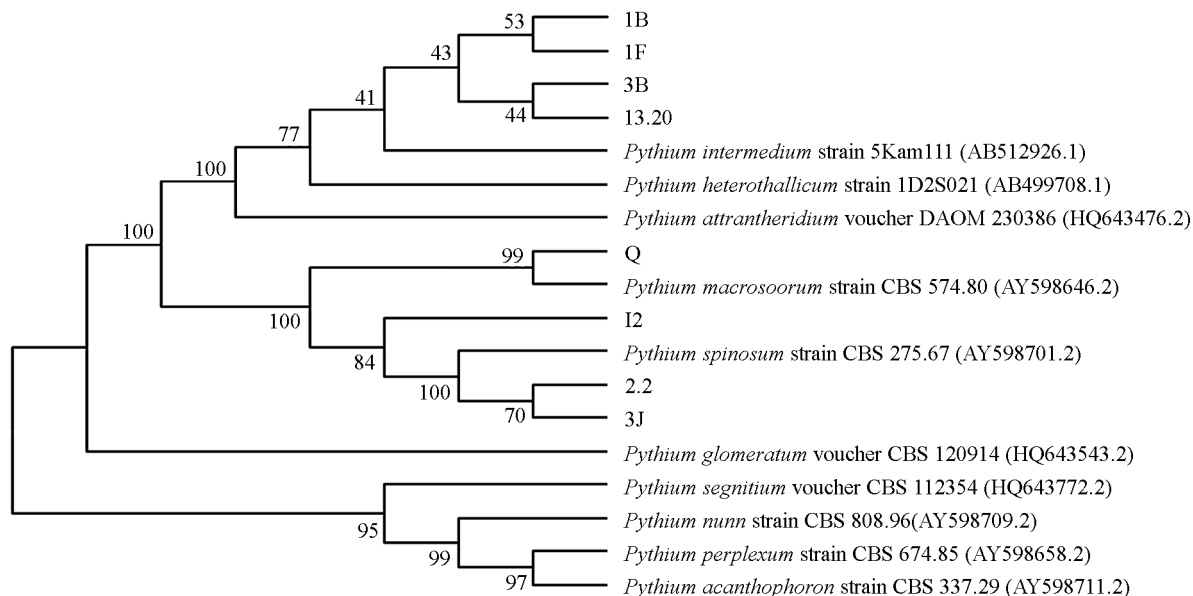 53
1B
1F
43
3B
44
13.20
41
Pythium intermedium strain 5Kam111 (AB512926.1)
77
Pythium heterothallicum strain 1D2S021 (AB499708.1)
100
Pythium attrantheridium voucher DAOM 230386 (HQ643476.2)
100
99
Q
Pythium macrosoorum strain CBS 574.80 (AY598646.2)
100
I2
84
Pythium spinosum strain CBS 275.67 (AY598701.2)
100
2.2
70
3J
Pythium glomeratum voucher CBS 120914 (HQ643543.2)
Pythium segnitium voucher CBS 112354 (HQ643772.2)
95
Pythium nunn strain CBS 808.96(AY598709.2)
99
Pythium perplexum strain CBS 674.85 (AY598658.2)
97
Pythium acanthophoron strain CBS 337.29 (AY598711.2)